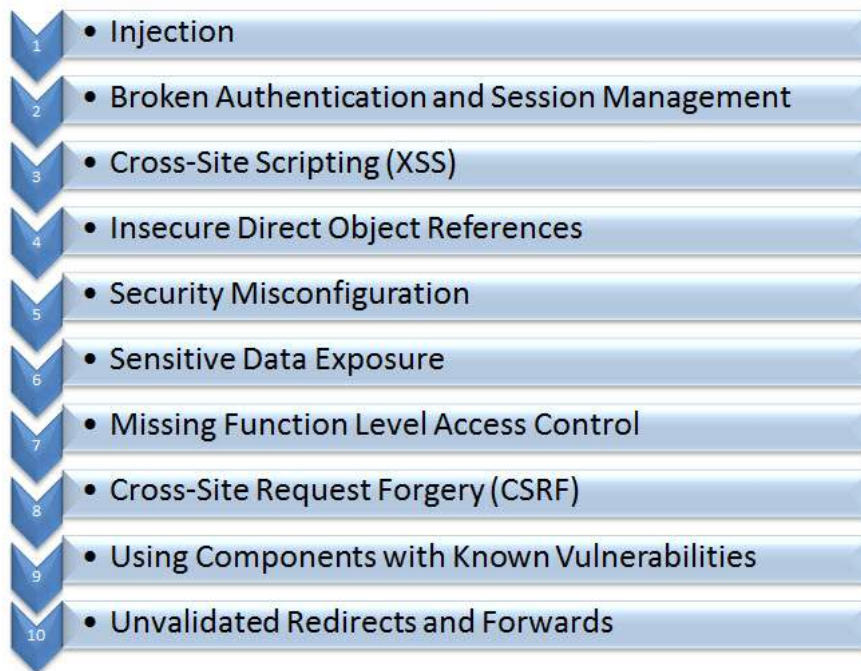 1 • Injection
2 • Broken Authentication and Session Management
3 • Cross-Site Scripting (XSS)
4 • Insecure Direct Object References
5 • Security Misconfiguration
6 • Sensitive Data Exposure
7 • Missing Function Level Access Control
8 • Cross-Site Request Forgery (CSRF)
9 • Using Components with Known Vulnerabilities
10 • Unvalidated Redirects and Forwards